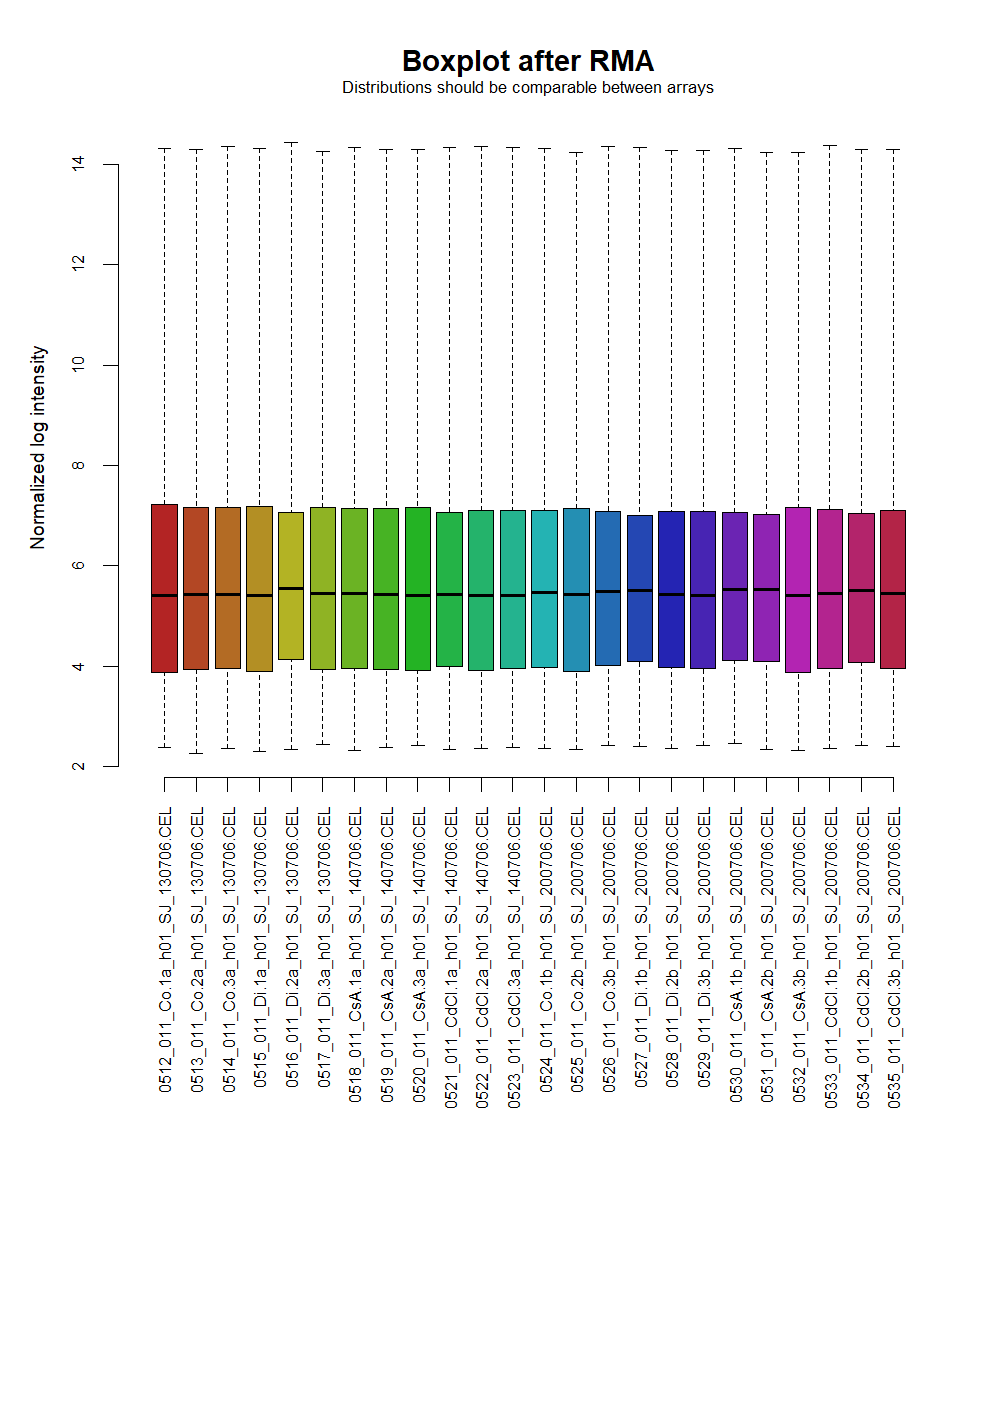 Boxplot after RMA
Distributions should be comparable between arrays
Normalized log intensity
14
12
10
8
6
4
2
0512_011_Co.1a_h01_SJ_130706.CEL
0513_011_Co.2a_h01_SJ_130706.CEL
0514_011_Co.3a_h01_SJ_130706.CEL
0515_011_Di.1a_h01_SJ_130706.CEL
0516_011_Di.2a_h01_SJ_130706.CEL
0517_011_Di.3a_h01_SJ_130706.CEL
0518_011_CsA.1a_h01_SJ_140706.CEL
0519_011_CsA.2a_h01_SJ_140706.CEL
0520_011_CsA.3a_h01_SJ_140706.CEL
0521_011_CdCl.1a_h01_SJ_140706.CEL
0522_011_CdCl.2a_h01_SJ_140706.CEL
0523_011_CdCl.3a_h01_SJ_140706.CEL
0524_011_Co.1b_h01_SJ_200706.CEL
0525_011_Co.2b_h01_SJ_200706.CEL
0526_011_Co.3b_h01_SJ_200706.CEL
0527_011_Di.1b_h01_SJ_200706.CEL
0528_011_Di.2b_h01_SJ_200706.CEL
0529_011_Di.3b_h01_SJ_200706.CEL
0530_011_CsA.1b_h01_SJ_200706.CEL
0531_011_CsA.2b_h01_SJ_200706.CEL
0532_011_CsA.3b_h01_SJ_200706.CEL
0533_011_CdCl.1b_h01_SJ_200706.CEL
0534_011_CdCl.2b_h01_SJ_200706.CEL
0535_011_CdCl.3b_h01_SJ_200706.CEL